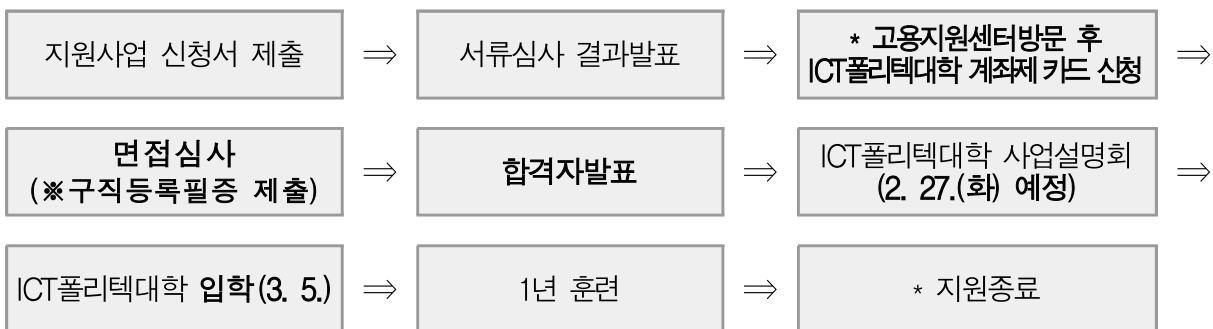 지원사업 신청서 제출 ⇒ 서류심사 결과발표 ⇒ * 고용지원센터방문 후
ICT폴리텍대학 계좌제 카드 신청 ⇒
면접심사
(※구직등록필증 제출) ⇒ 합격자발표 ⇒ ICT폴리텍대학 사업설명회
(2. 27.(화) 예정) ⇒
ICT폴리텍대학 입학(3. 5.) ⇒ 1년 훈련 ⇒ * 지원종료